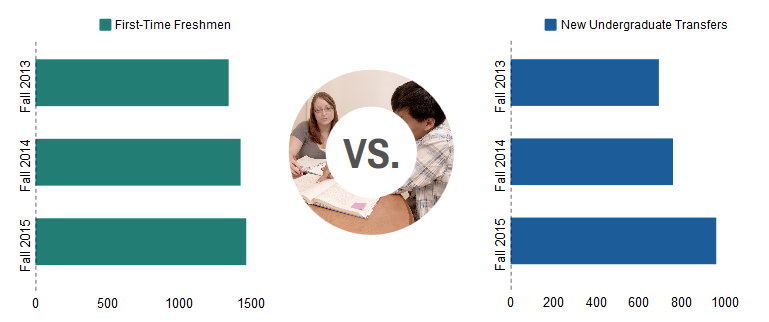 First-Time Freshmen
Fall 2013
Fall 2014
Fall 2015
0 500 1000 1500
VS.
New Undergraduate Transfers
Fall 2013
Fall 2014
Fall 2015
0 200 400 600 800 1000